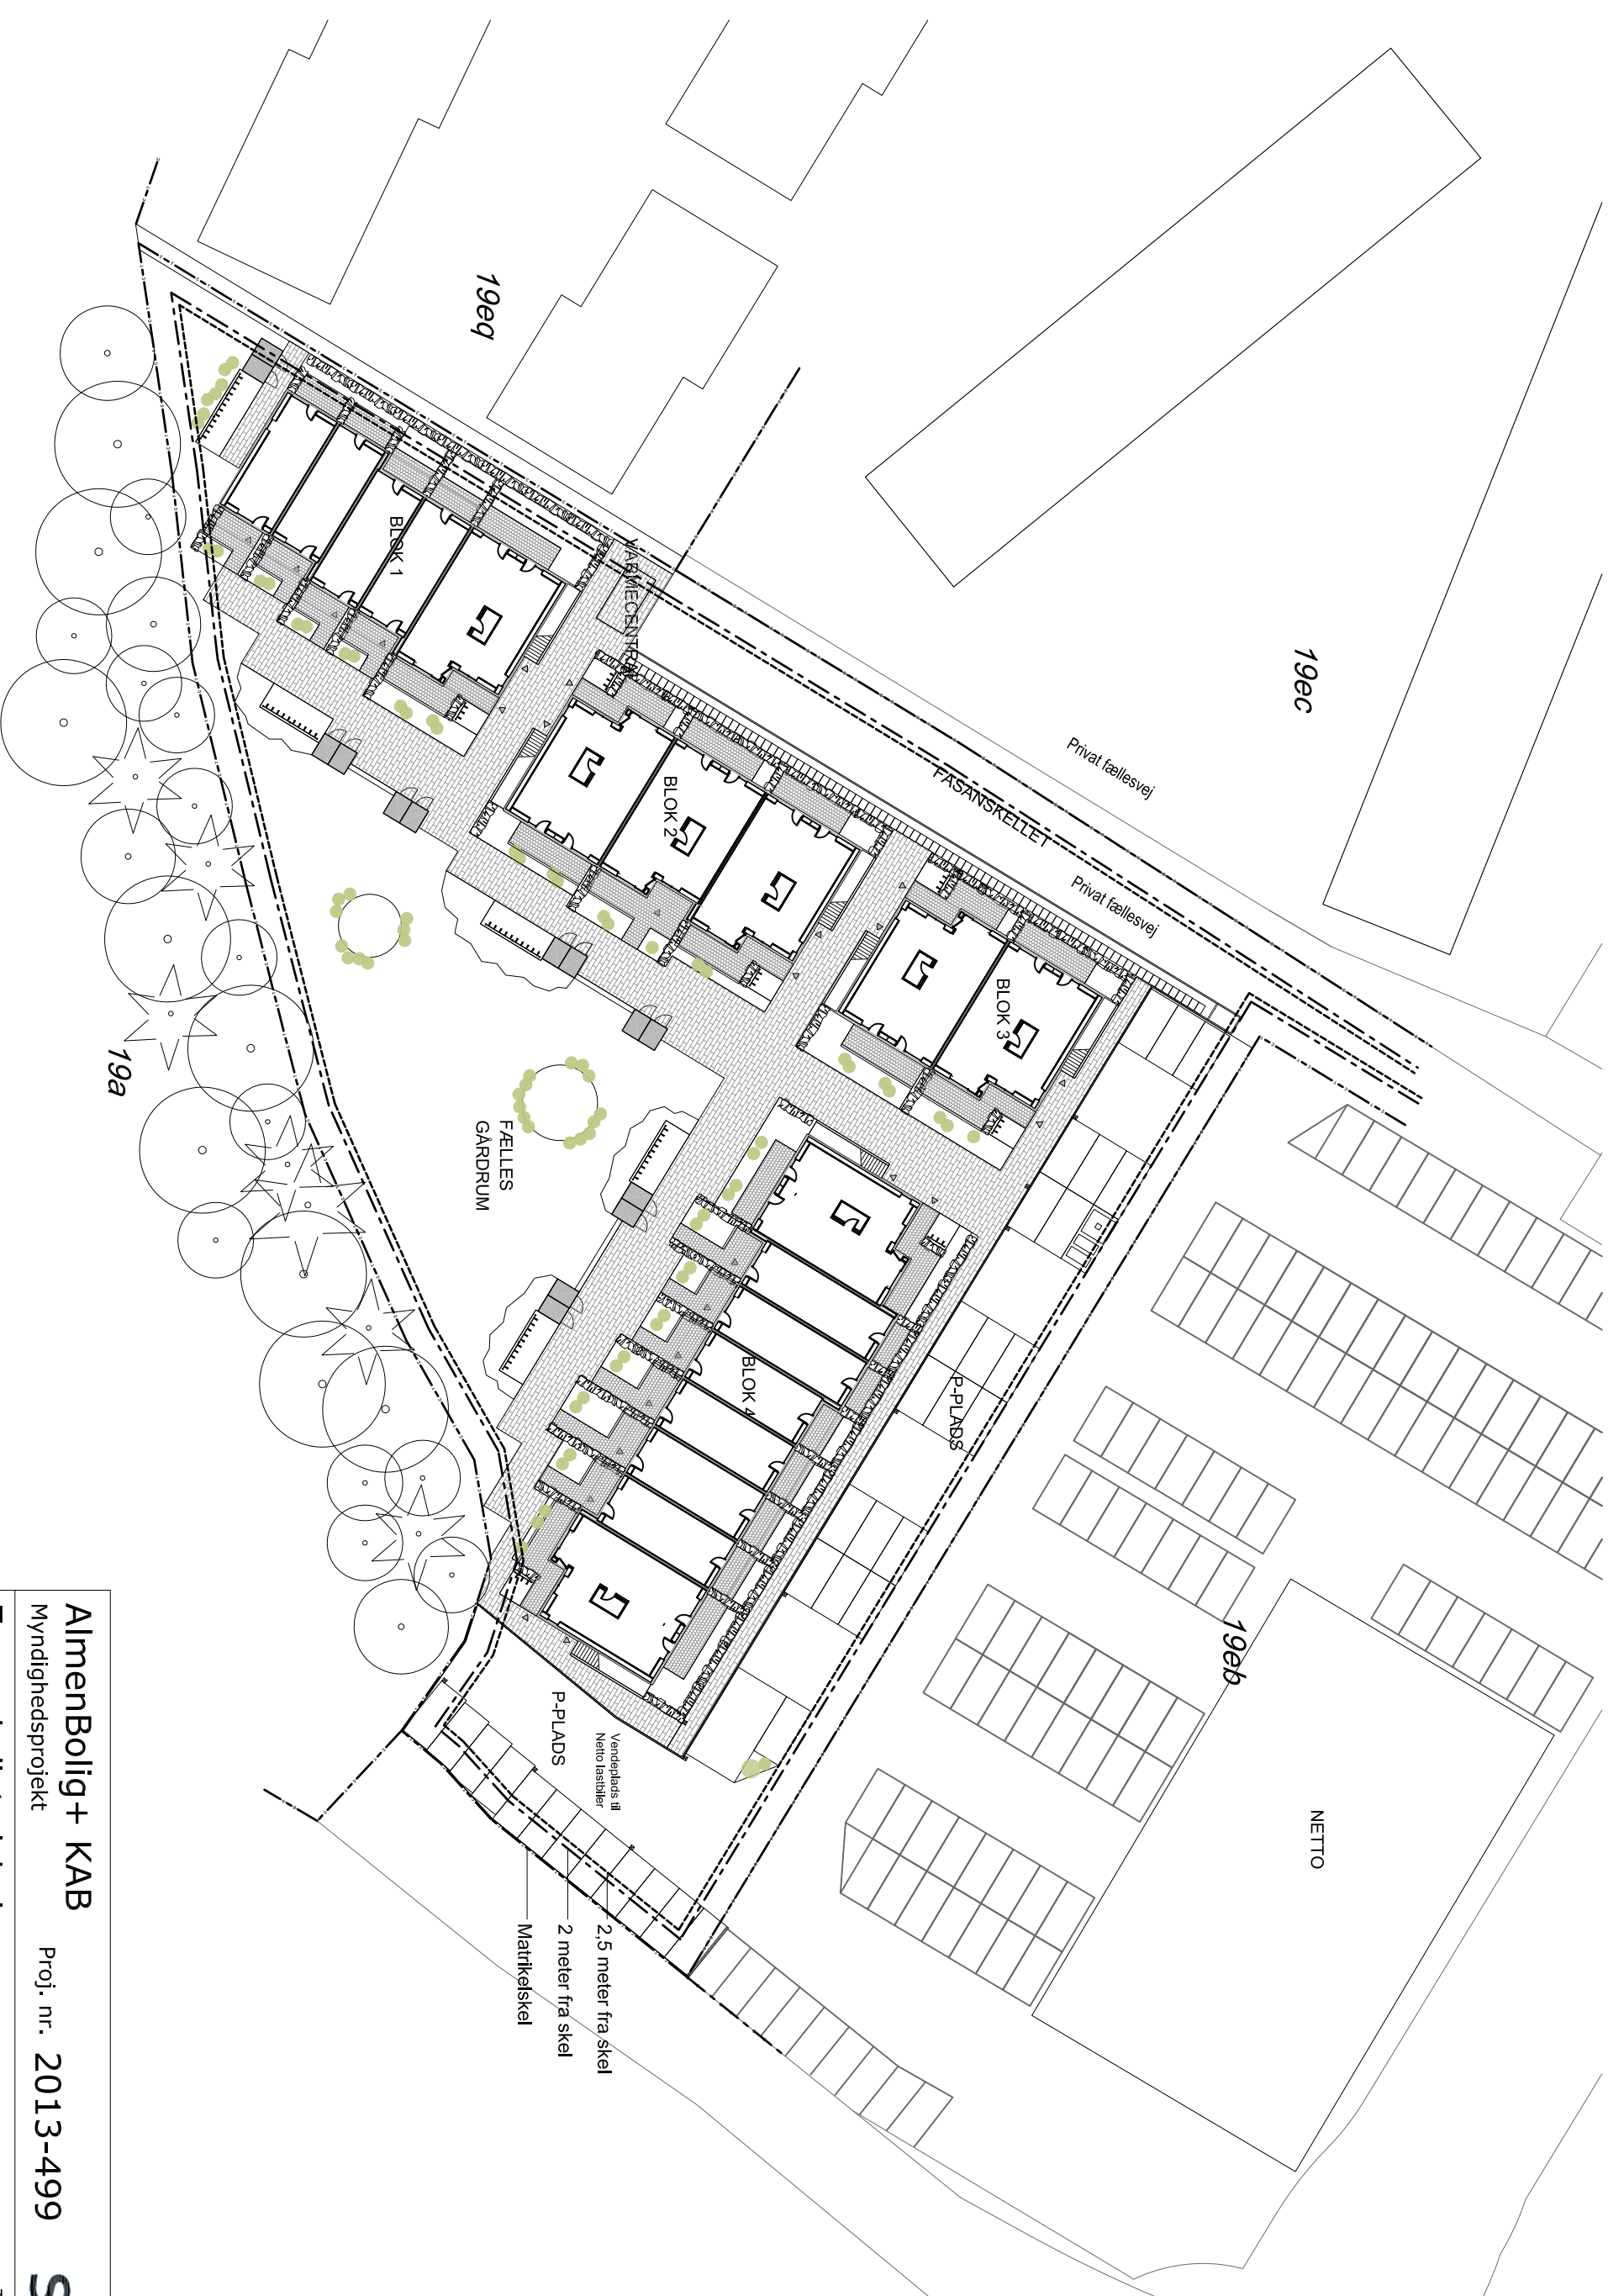 19eq
19ec
Privat fællesvej
FASANSKELLET
Privat fællesvej
VARMECENTRAL
BLOK 1
BLOK 2
BLOK 3
BLOK 4
P-PLADS
19a
FÆLLES
GÅRDRUM
19eb
NETTO
P-PLADS
Vendeplads til
Netto lastbiler
2,5 meter fra skel
2 meter fra skel
Matrikelskel
AlmenBolig+ KAB
Myndighedsprojekt
Proj. nr. 2013-499